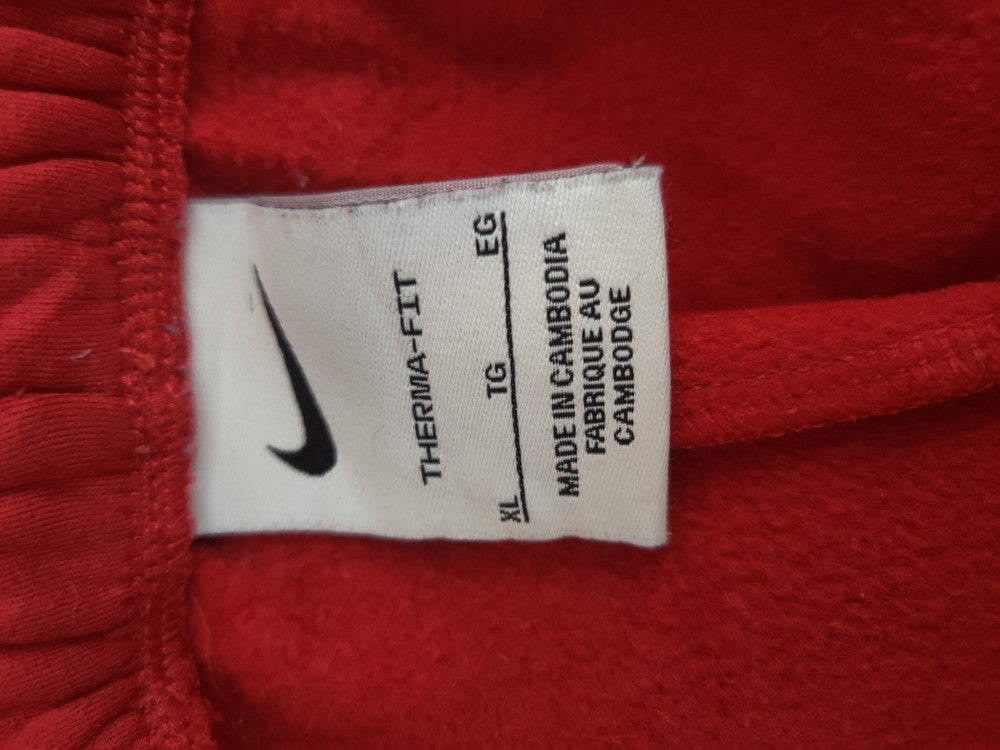 THERMA-FIT
XL TG EG
MADE IN CAMBODIA
FABRIQUE AU
CAMBODGE